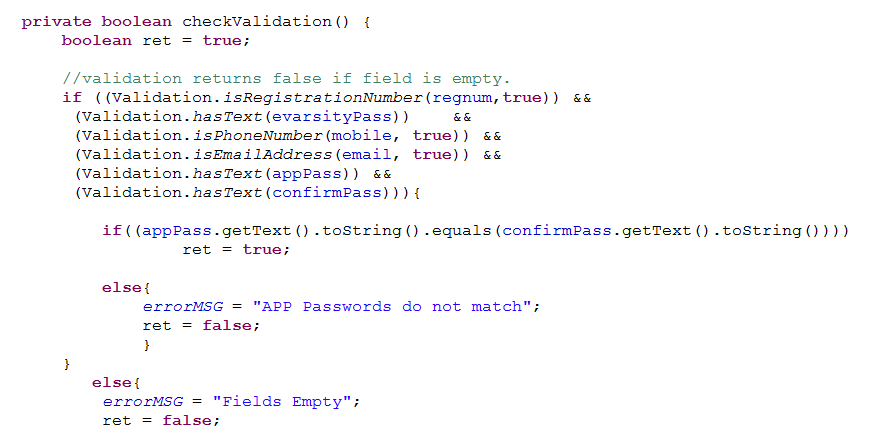 private boolean checkValidation() {
boolean ret = true;
//validation returns false if field is empty.
if ((Validation.isRegistrationNumber(regnum,true)) &&
(Validation.hasText(evarsityPass)) &&
(Validation.isPhoneNumber(mobile, true)) &&
(Validation.isEmailAddress(email, true)) &&
(Validation.hasText(appPass)) &&
(Validation.hasText(confirmPass))){
if((appPass.getText().toString().equals(confirmPass.getText().toString())))
ret = true;
else{
errorMSG = "APP Passwords do not match";
ret = false;
}
}
else{
errorMSG = "Fields Empty";
ret = false;